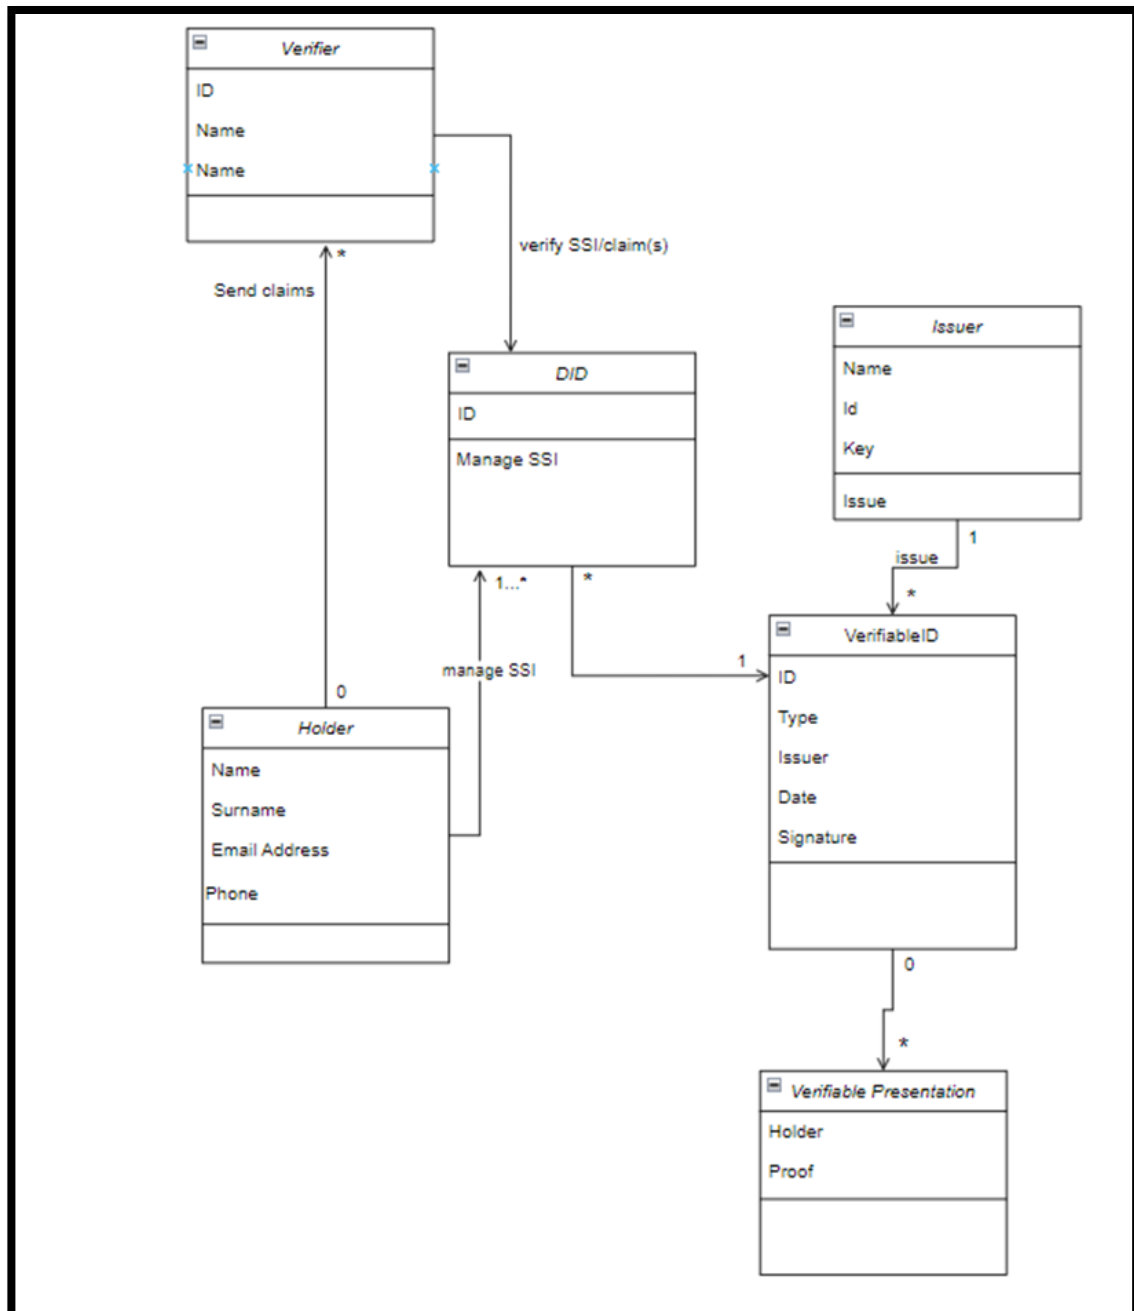 Verifier
ID
Name
Name
*
Send claims
verify SSI/claim(s)
DID
ID
Manage SSI
1...*
*
Issuer
Name
Id
Key
Issue
1
issue
*
manage SSI
1
VerifiableID
ID
Type
Issuer
Date
Signature
0
Holder
Name
Surname
Email Address
Phone
0
*
Verifiable Presentation
Holder
Proof